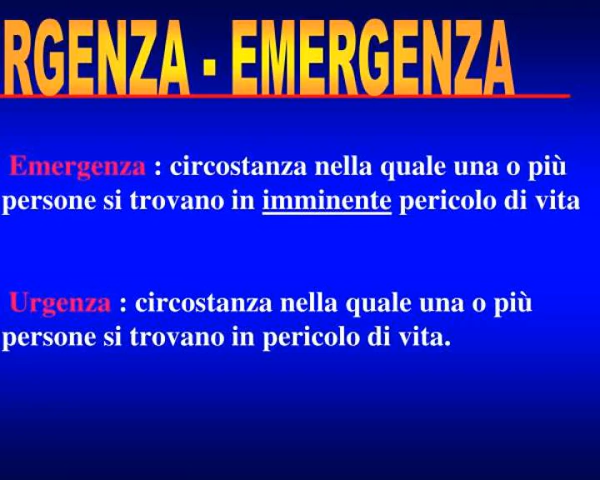 RGENZA - EMERGENZA
Emergenza : circostanza nella quale una o più
persone si trovano in imminente pericolo di vita
Urgenza : circostanza nella quale una o più
persone si trovano in pericolo di vita.